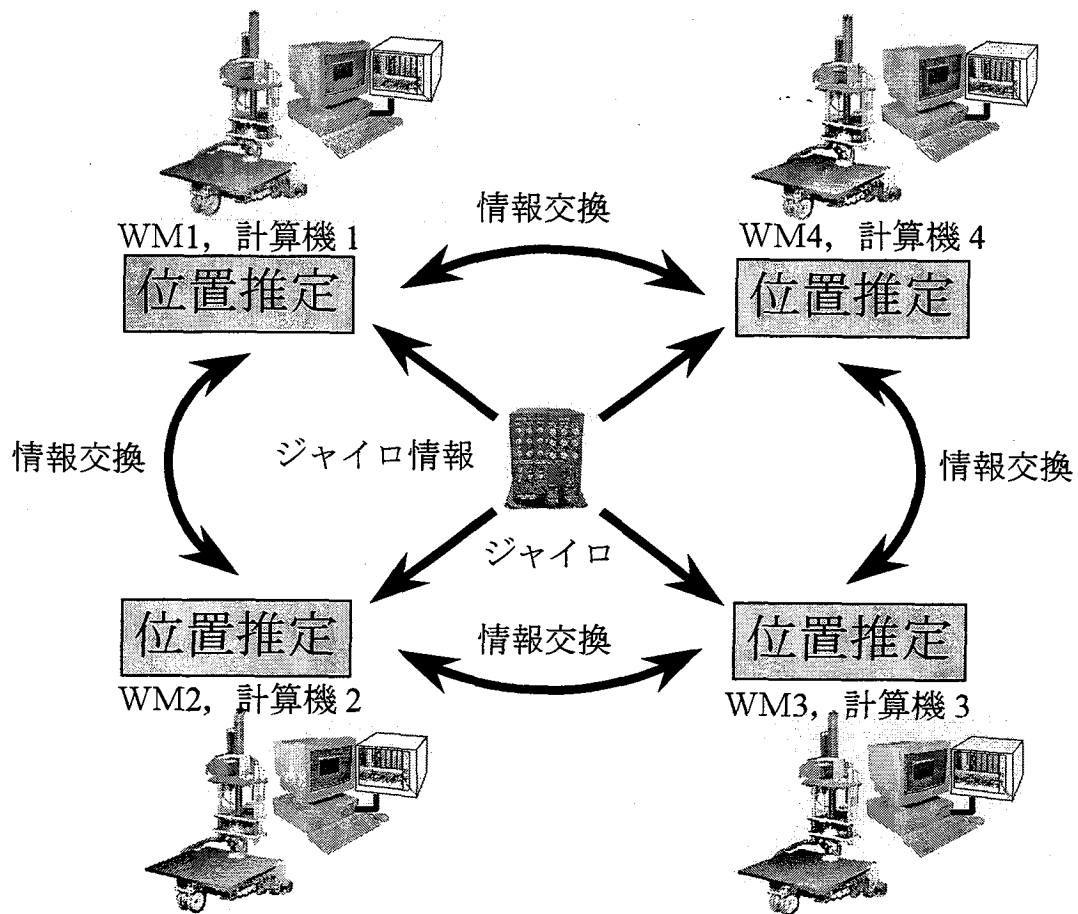 情報交換
WM1, 計算機1
WM4, 計算機4
位置推定
位置推定
情報交換
ジャイロ情報
情報交換
ジャイロ
位置推定
情報交換
位置推定
WM2, 計算機2
WM3, 計算機3